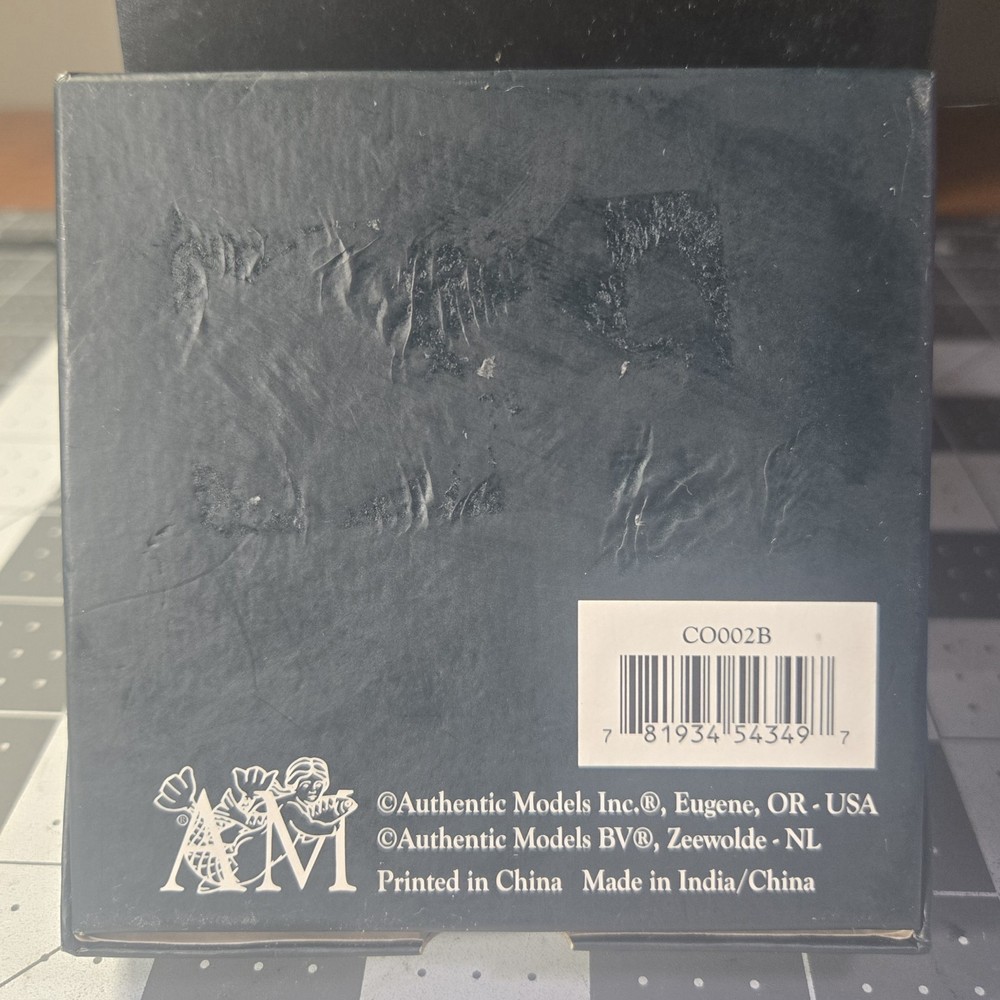 CO002B
7 81934 54349 7
AM
®
©Authentic Models Inc.®, Eugene, OR - USA
©Authentic Models BV®, Zeewolde - NL
Printed in China Made in India/China